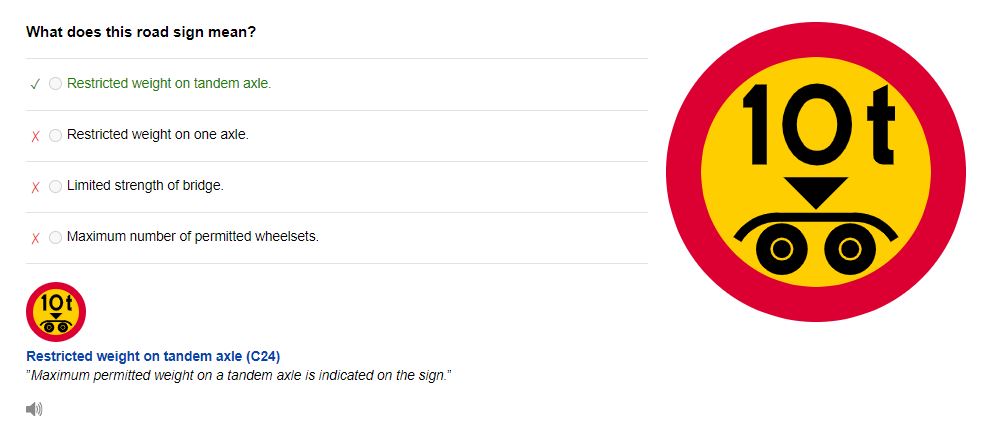 What does this road sign mean?
✓ Restricted weight on tandem axle.
✗ Restricted weight on one axle.
✗ Limited strength of bridge.
✗ Maximum number of permitted wheelsets.
10t
10t
Restricted weight on tandem axle (C24)
"Maximum permitted weight on a tandem axle is indicated on the sign."